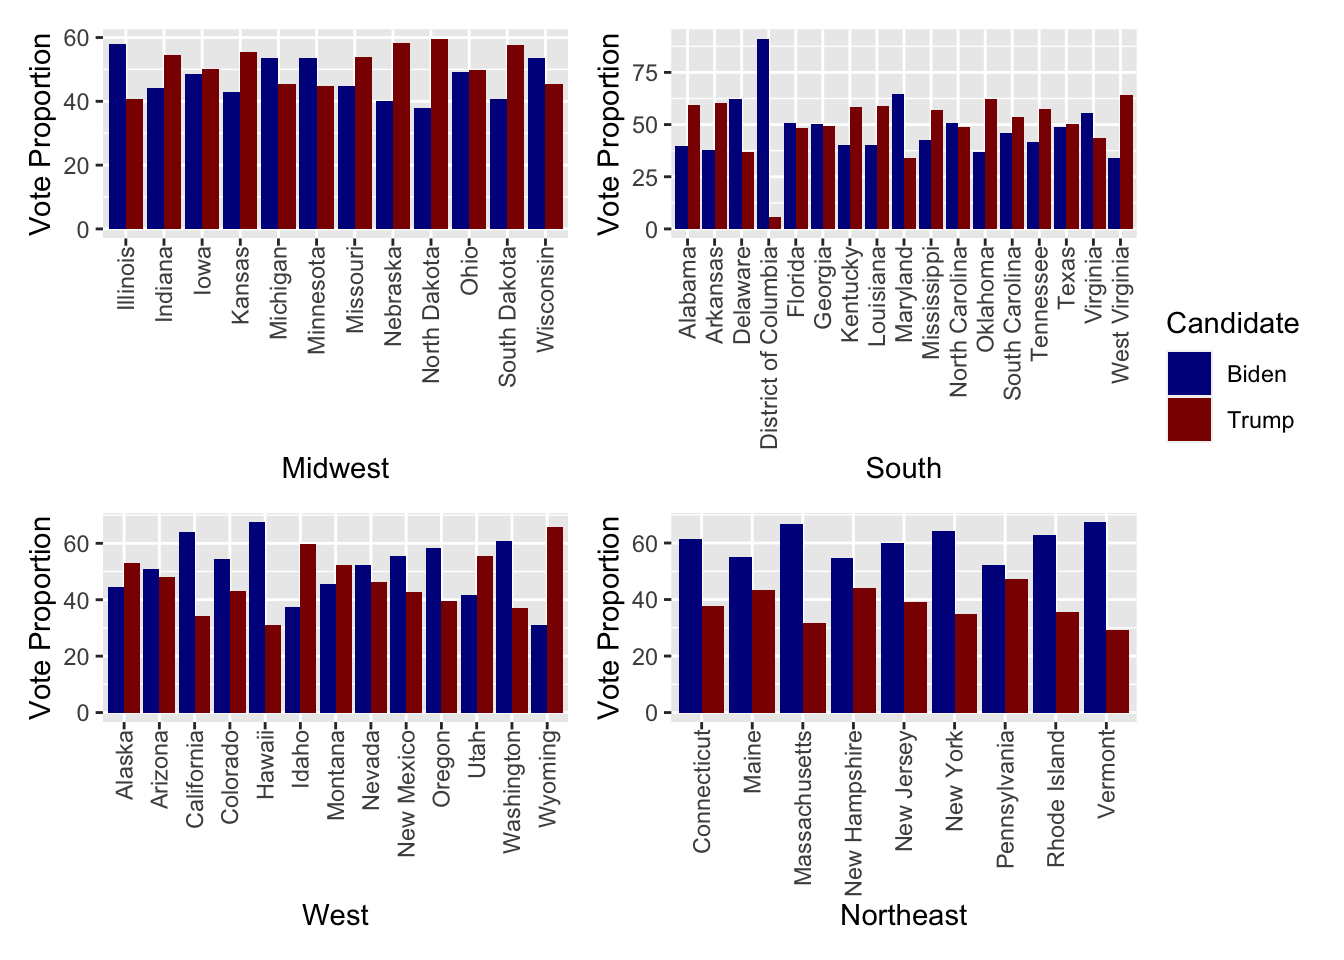 Vote Proportion
60
40
20
0
Illinois
Indiana
Iowa
Kansas
Michigan
Minnesota
Missouri
Nebraska
North Dakota
Ohio
South Dakota
Wisconsin
Midwest
Vote Proportion
75
50
25
0
Alabama
Arkansas
Delaware
District of Columbia
Florida
Georgia
Kentucky
Louisiana
Maryland
Mississippi
North Carolina
Oklahoma
South Carolina
Tennessee
Texas
Virginia
West Virginia
South
Candidate
Biden
Trump
Vote Proportion
60
40
20
0
Alaska
Arizona
California
Colorado
Hawaii
Idaho
Montana
Nevada
New Mexico
Oregon
Utah
Washington
Wyoming
West
Vote Proportion
60
40
20
0
Connecticut
Maine
Massachusetts
New Hampshire
New Jersey
New York
Pennsylvania
Rhode Island
Vermont
Northeast